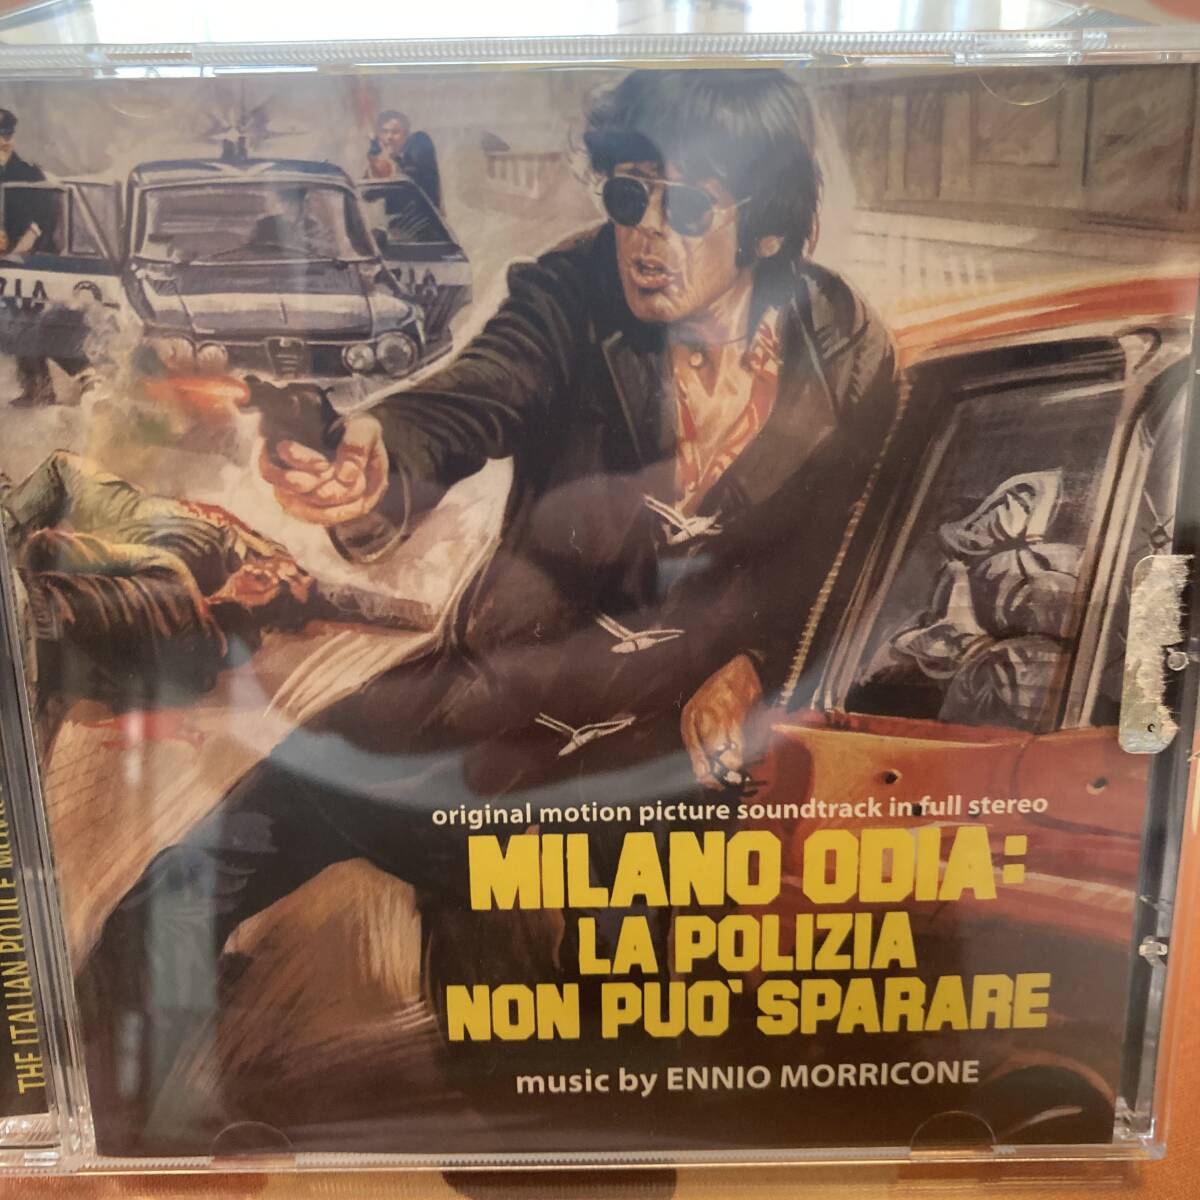 original motion picture soundtrack in full stereo
MILANO ODIA:
LA POLIZIA
NON PUO' SPARARE
music by ENNIO MORRICONE
THE ITALIAN POLICE